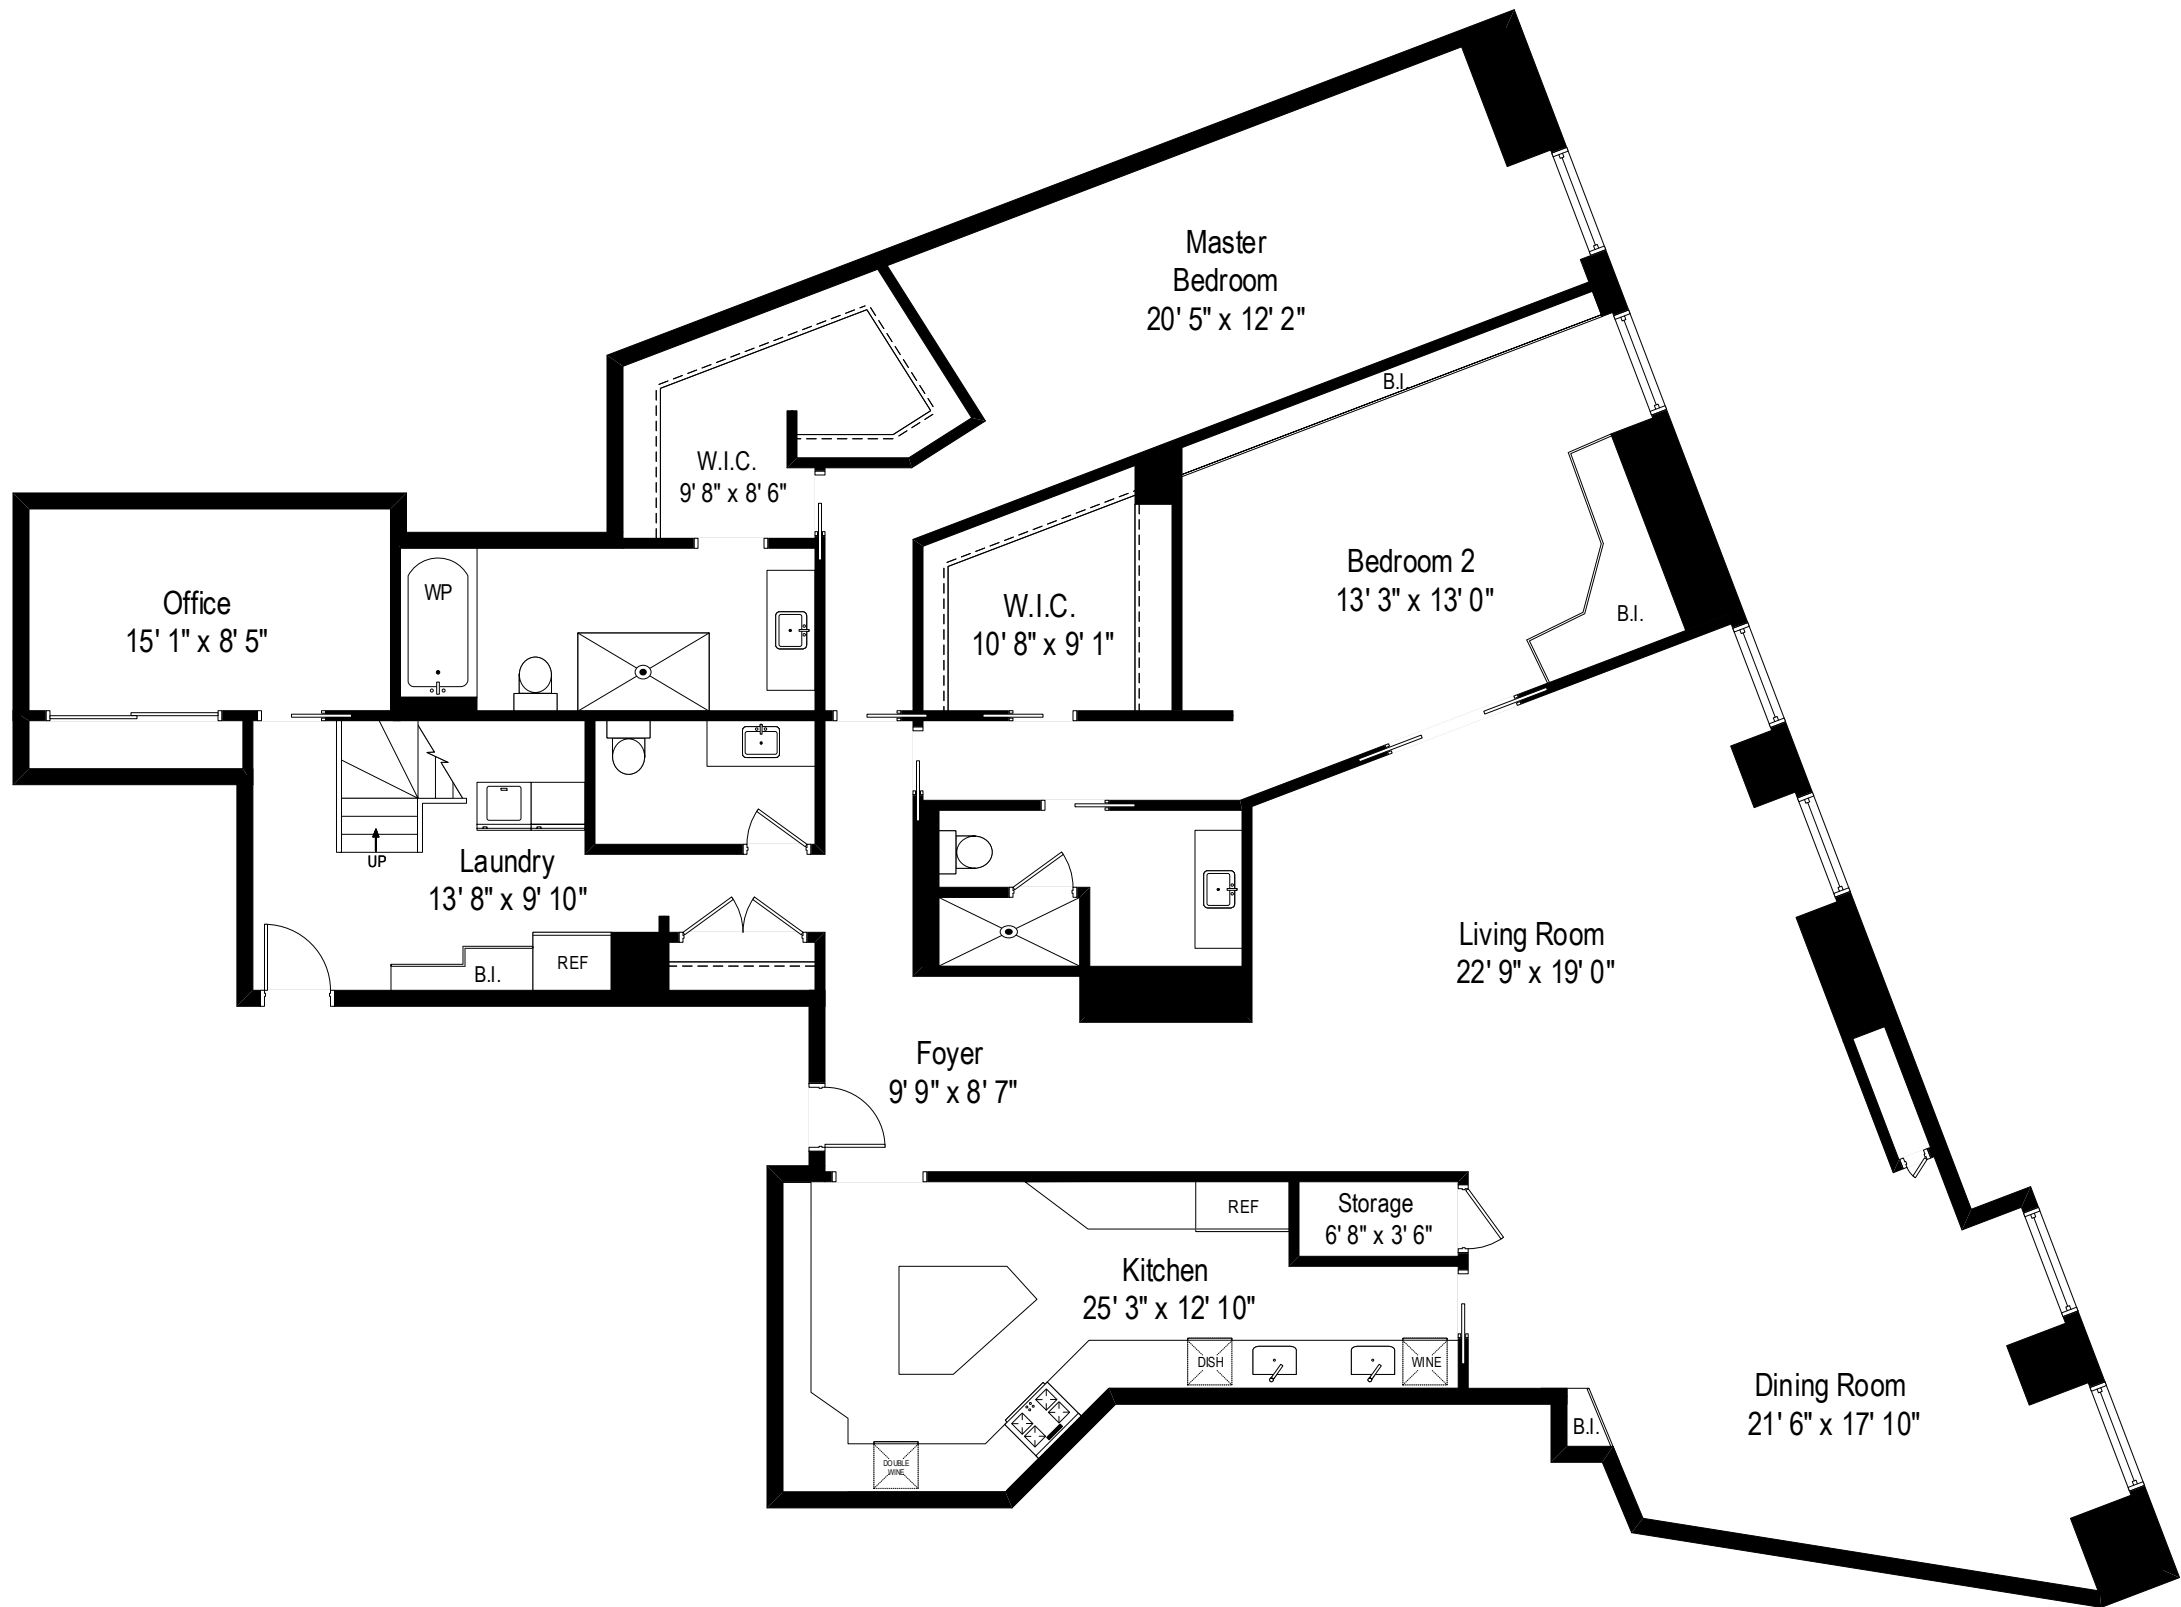 Master
Bedroom
20' 5" x 12' 2"
B.I.
W.I.C.
9' 8" x 8' 6"
Bedroom 2
13' 3" x 13' 0"
B.I.
Office
15' 1" x 8' 5"
WP
W.I.C.
10' 8" x 9' 1"
UP
Laundry
13' 8" x 9' 10"
B.I.
REF
Living Room
22' 9" x 19' 0"
Foyer
9' 9" x 8' 7"
REF
Storage
6' 8" x 3' 6"
Kitchen
25' 3" x 12' 10"
DISH
WINE
DOUBLE
WINE
Dining Room
21' 6" x 17' 10"
B.I.